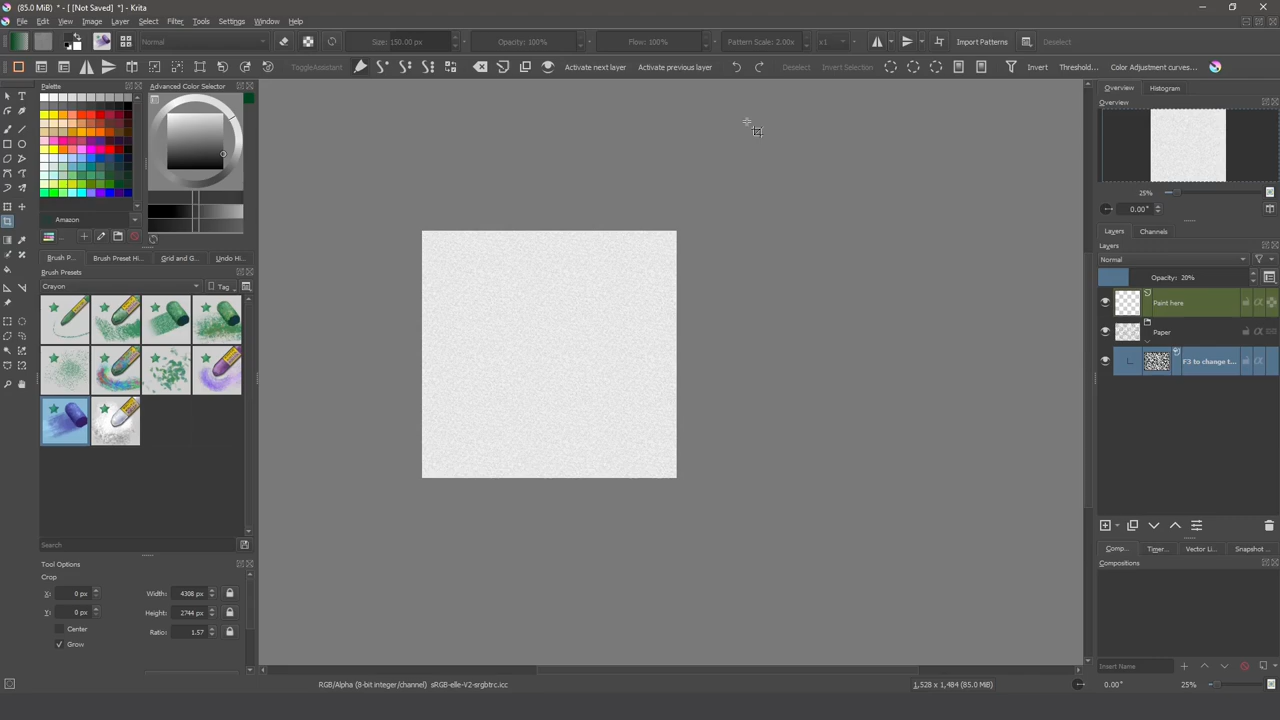 (85.0 MiB) * - [ [Not Saved] * ]
File Edit View Image Layer Select Filter Tools Settings Window Help
Normal Size: 150.00 px Opacity: 100% Flow: 100% Pattern Scale: 2.00x x1 Import Patterns Deselect
ToggleAssistant Activate next layer Activate previous layer Deselect Invert Selection Invert Threshold... Color Adjustment curves...
Palette
Advanced Color Selector
Amazon
...
Brush P... Brush Preset Hi... Grid and G... Undo Hi...
Brush Presets
Crayon Tag
Search
Tool Options
Crop
X: 0 px Width: 4308 px
Y: 0 px Height: 2744 px
Center Ratio: 1.57
Grow
Overview Histogram
Overview
25%
0.00°
Layers Channels
Layers
Normal
Opacity: 20%
Paint here
Paper
F3 to change t...
Comp... Timer... Vector Li... Snapshot ...
Compositions
Insert Name
RGB/Alpha (8-bit integer/channel) sRGB-elle-V2-srgbtrc.icc 1,528 x 1,484 (85.0 MiB) 0.00° 25%